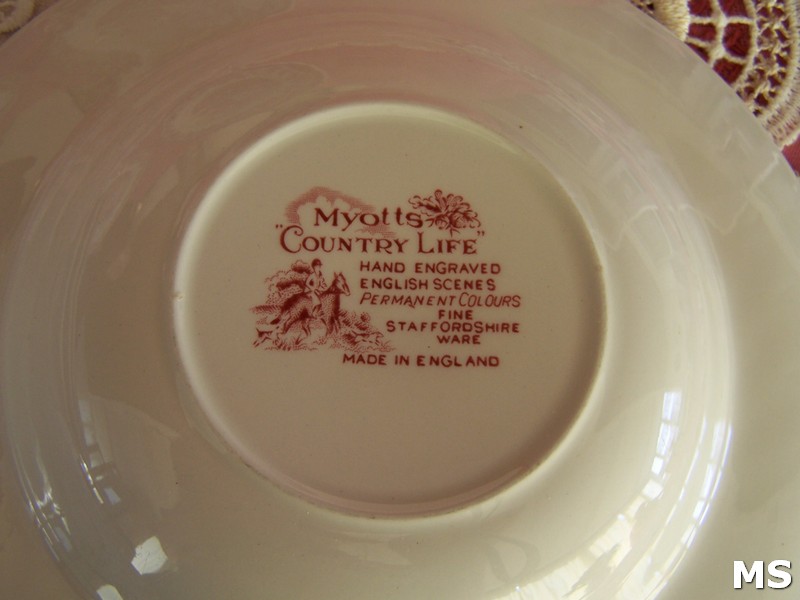 Myotts
"COUNTRY LIFE"
HAND ENGRAVED
ENGLISH SCENES
PERMANENT COLOURS
FINE
STAFFORDSHIRE
WARE
MADE IN ENGLAND
MS